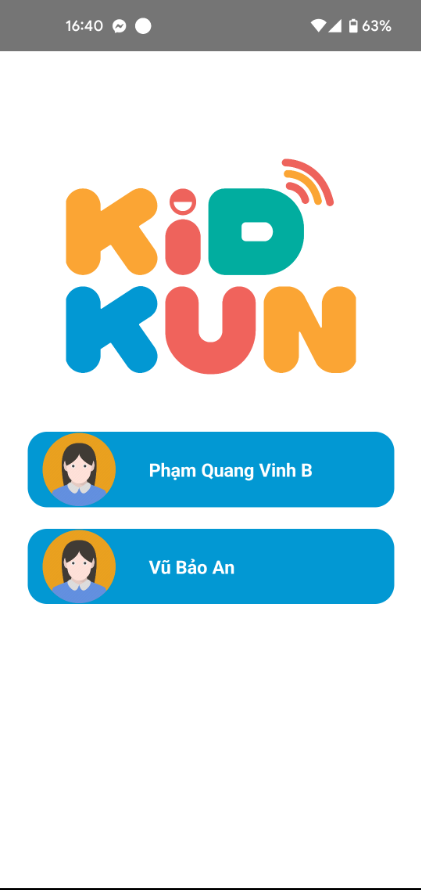 16:40
63%
KiD
KUN
Phạm Quang Vinh B
Vũ Bảo An